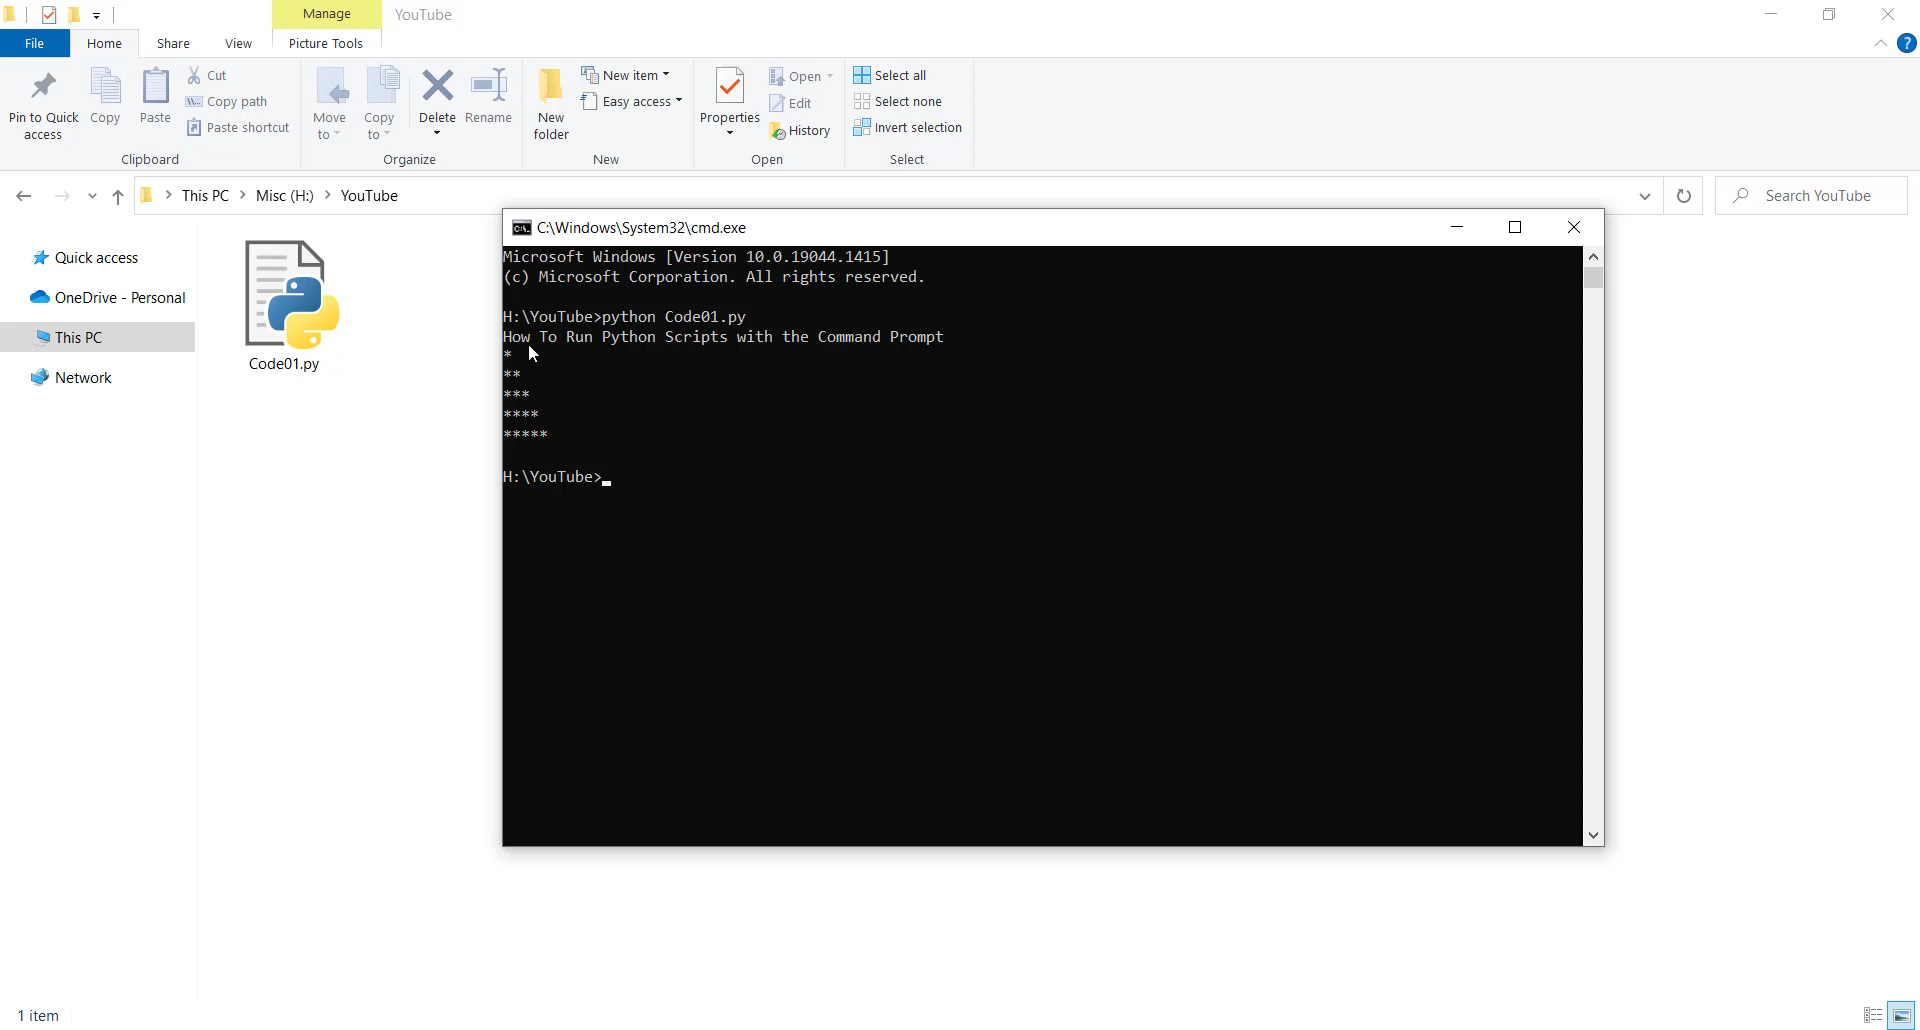 Manage YouTube
File Home Share View Picture Tools
Pin to Quick access
Copy
Paste
Cut
Copy path
Paste shortcut
Clipboard
Move to
Copy to
Delete
Rename
Organize
New folder
New item
Easy access
New
Properties
Open
Edit
History
Open
Select all
Select none
Invert selection
Select
This PC > Misc (H:) > YouTube
Search YouTube
Quick access
OneDrive - Personal
This PC
Network
Code01.py
C:\Windows\System32\cmd.exe
Microsoft Windows [Version 10.0.19044.1415]
(c) Microsoft Corporation. All rights reserved.
H:\YouTube>python Code01.py
How To Run Python Scripts with the Command Prompt
*
**
***
****
*****
H:\YouTube>
1 item